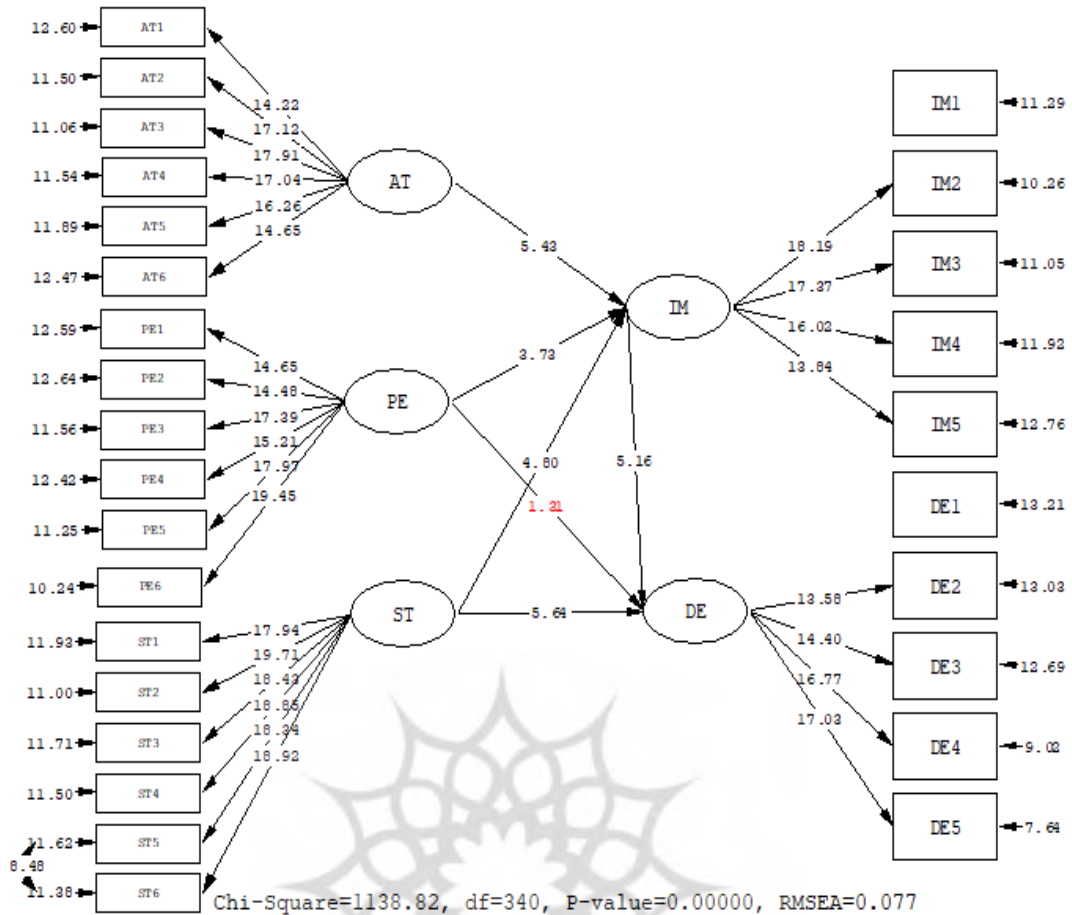 12.60 AT1
11.50 AT2
11.06 AT3
11.54 AT4
11.89 AT5
12.47 AT6
14.22
17.12
17.91
17.04
16.26
14.65
AT
12.59 PE1
12.64 PE2
11.56 PE3
12.42 PE4
11.25 PE5
10.24 PE6
14.65
14.48
17.39
15.21
17.97
19.45
PE
11.93 ST1
11.00 ST2
11.71 ST3
11.50 ST4
11.62 ST5
11.38 ST6
8.48
17.94
19.71
18.43
18.85
18.34
18.92
ST
5.43
3.73
4.80
1.31
5.16
5.64
IM
18.19
17.37
16.02
13.84
IM1 11.29
IM2 10.26
IM3 11.05
IM4 11.92
IM5 12.76
DE
13.58
14.40
16.77
17.03
DE1 13.21
DE2 13.03
DE3 12.69
DE4 9.02
DE5 7.64
Chi-Square=1138.82, df=340, P-value=0.00000, RMSEA=0.077